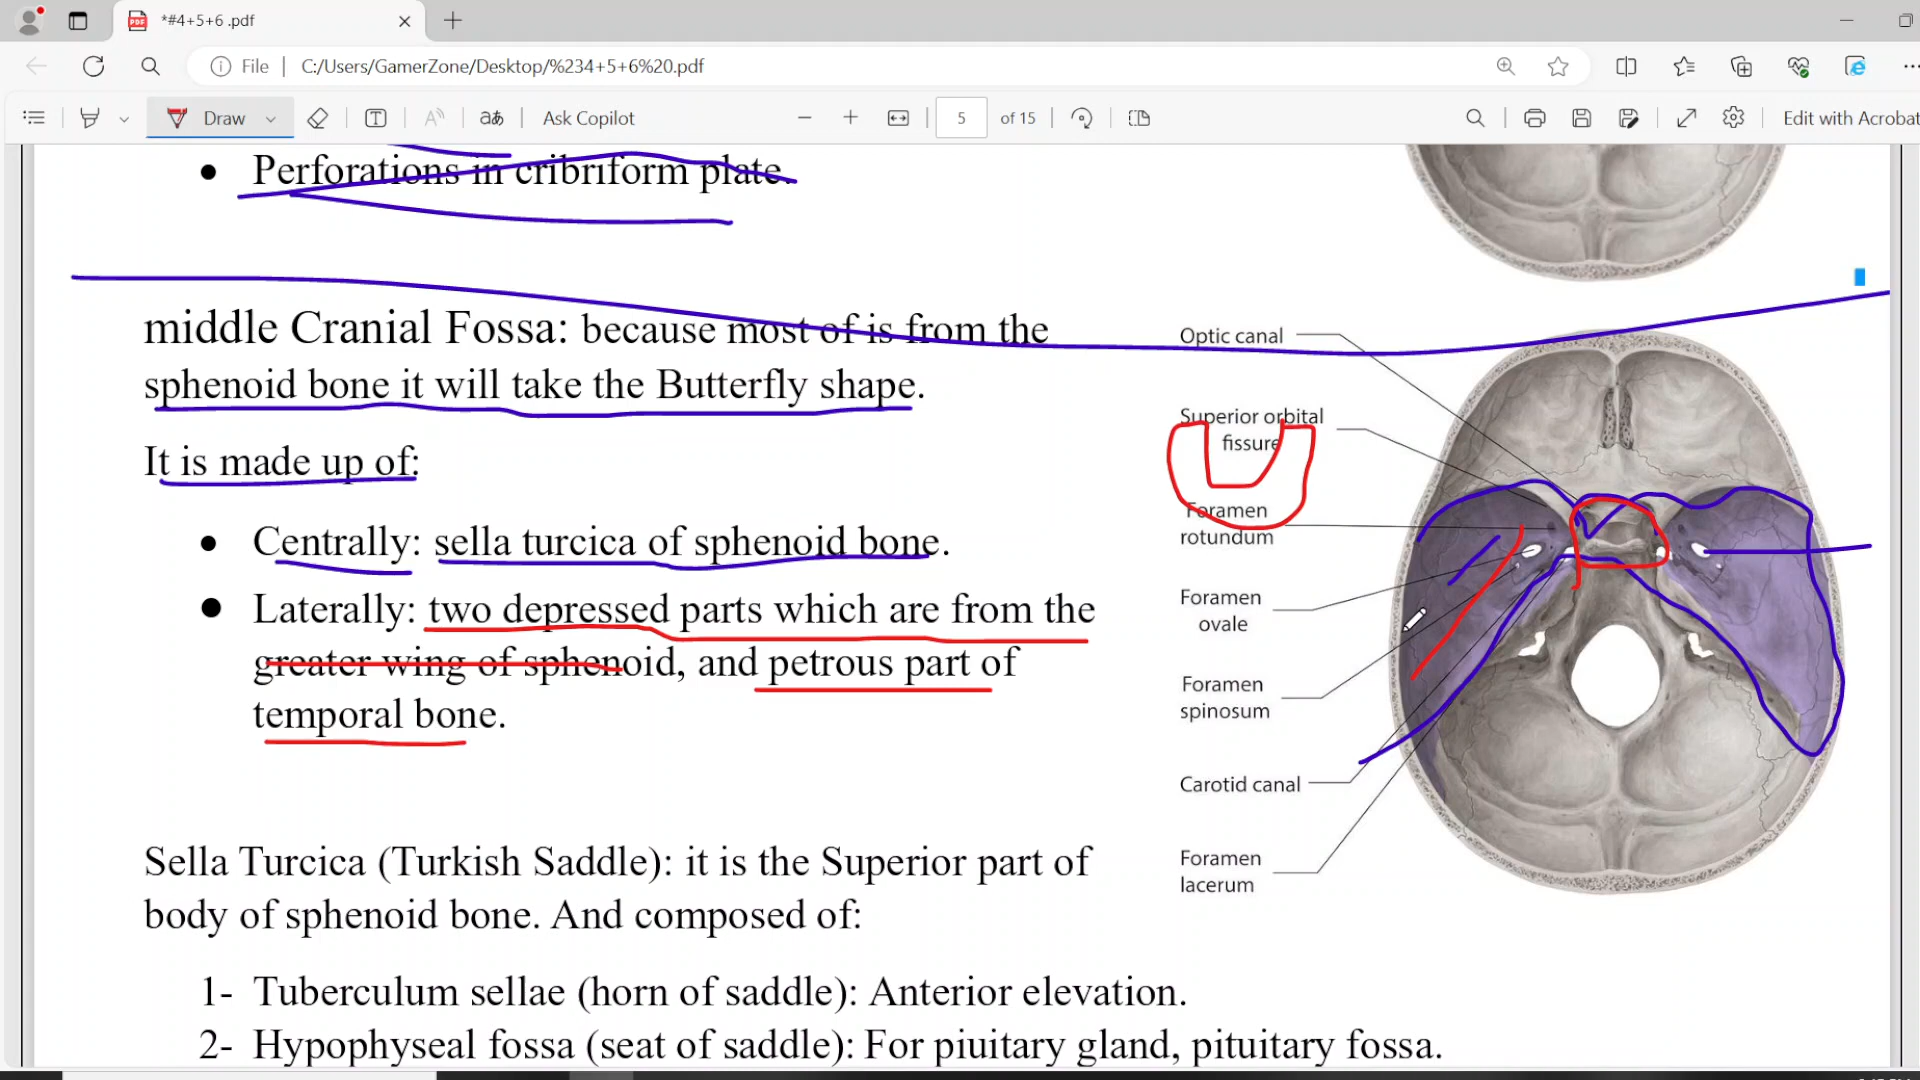 *#4+5+6 .pdf
File | C:/Users/GamerZone/Desktop/%234+5+6%20.pdf
Draw
Ask Copilot
5 of 15
Edit with Acrobat
• Perforations in cribriform plate.
middle Cranial Fossa: because most of is from the
sphenoid bone it will take the Butterfly shape.
It is made up of:
• Centrally: sella turcica of sphenoid bone.
• Laterally: two depressed parts which are from the
greater wing of sphenoid, and petrous part of
temporal bone.
Sella Turcica (Turkish Saddle): it is the Superior part of
body of sphenoid bone. And composed of:
1- Tuberculum sellae (horn of saddle): Anterior elevation.
2- Hypophyseal fossa (seat of saddle): For piuitary gland, pituitary fossa.
Optic canal
Superior orbital
fissure
Foramen
rotundum
Foramen
ovale
Foramen
spinosum
Carotid canal
Foramen
lacerum